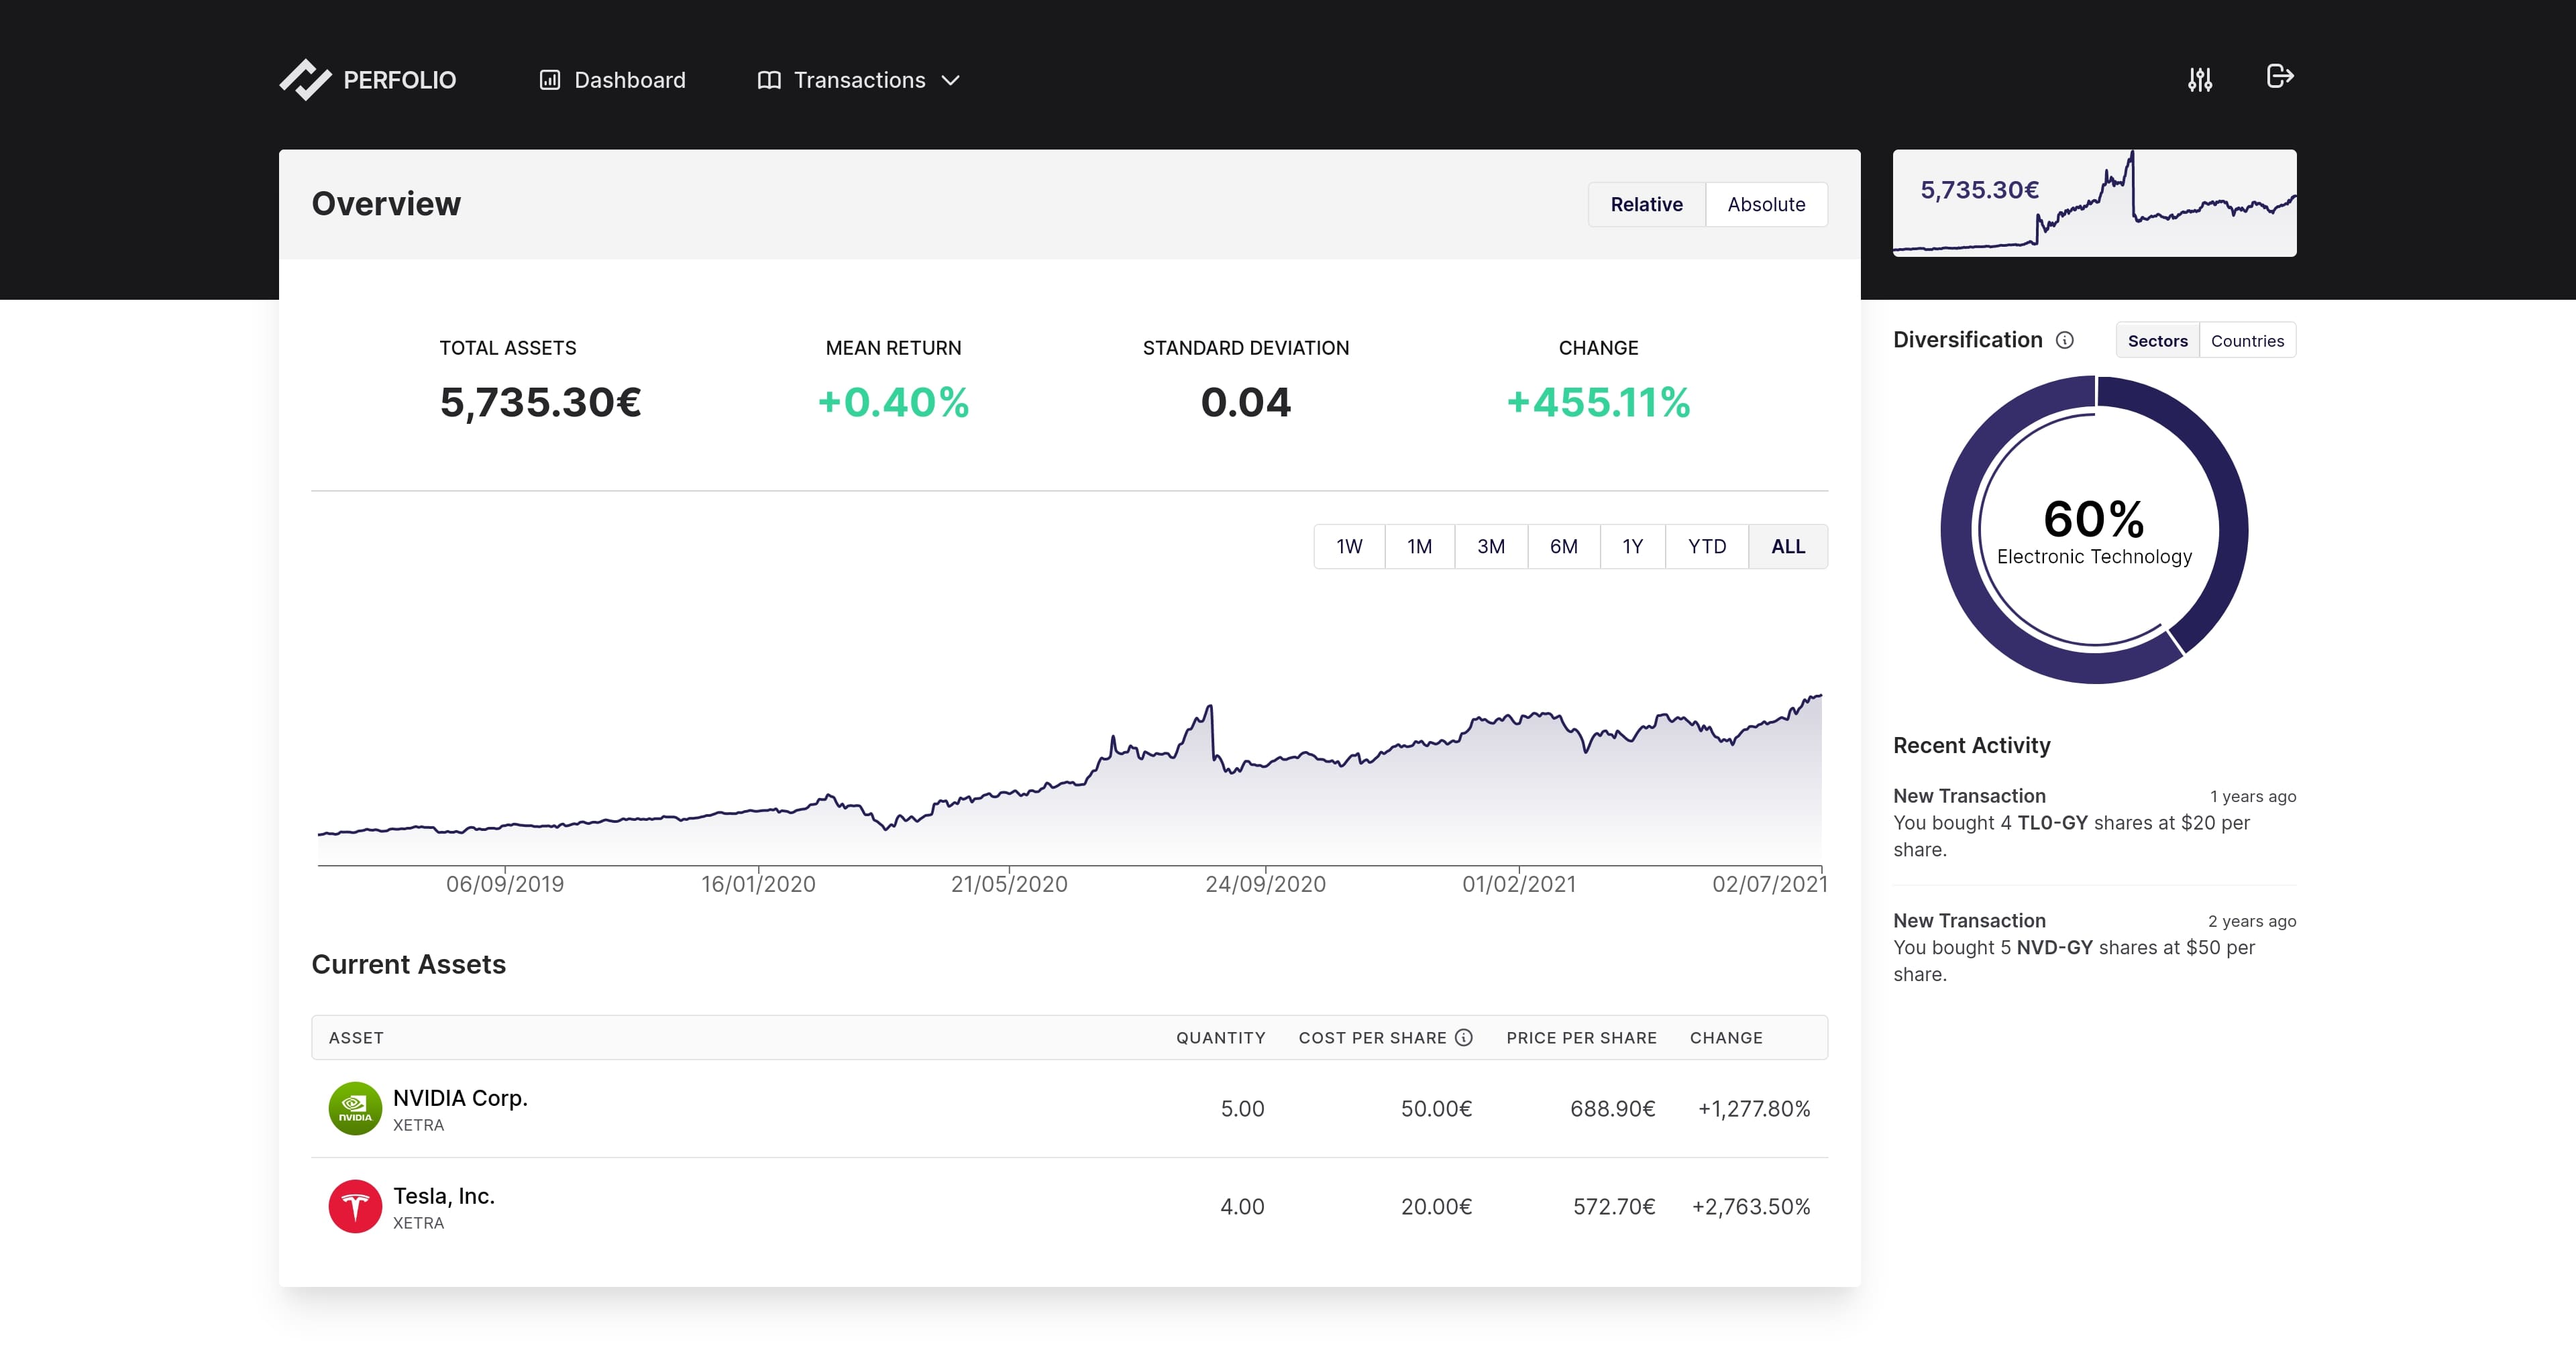 PERFOLIO
Dashboard
Transactions
Overview
Relative
Absolute
5,735.30€
TOTAL ASSETS
5,735.30€
MEAN RETURN
+0.40%
STANDARD DEVIATION
0.04
CHANGE
+455.11%
1W
1M
3M
6M
1Y
YTD
ALL
06/09/2019
16/01/2020
21/05/2020
24/09/2020
01/02/2021
02/07/2021
Current Assets
ASSET
QUANTITY
COST PER SHARE
PRICE PER SHARE
CHANGE
NVIDIA
NVIDIA Corp.
XETRA
5.00
50.00€
688.90€
+1,277.80%
Tesla, Inc.
XETRA
4.00
20.00€
572.70€
+2,763.50%
Diversification
Sectors
Countries
60%
Electronic Technology
Recent Activity
New Transaction
1 years ago
You bought 4 TL0-GY shares at $20 per
share.
New Transaction
2 years ago
You bought 5 NVD-GY shares at $50 per
share.